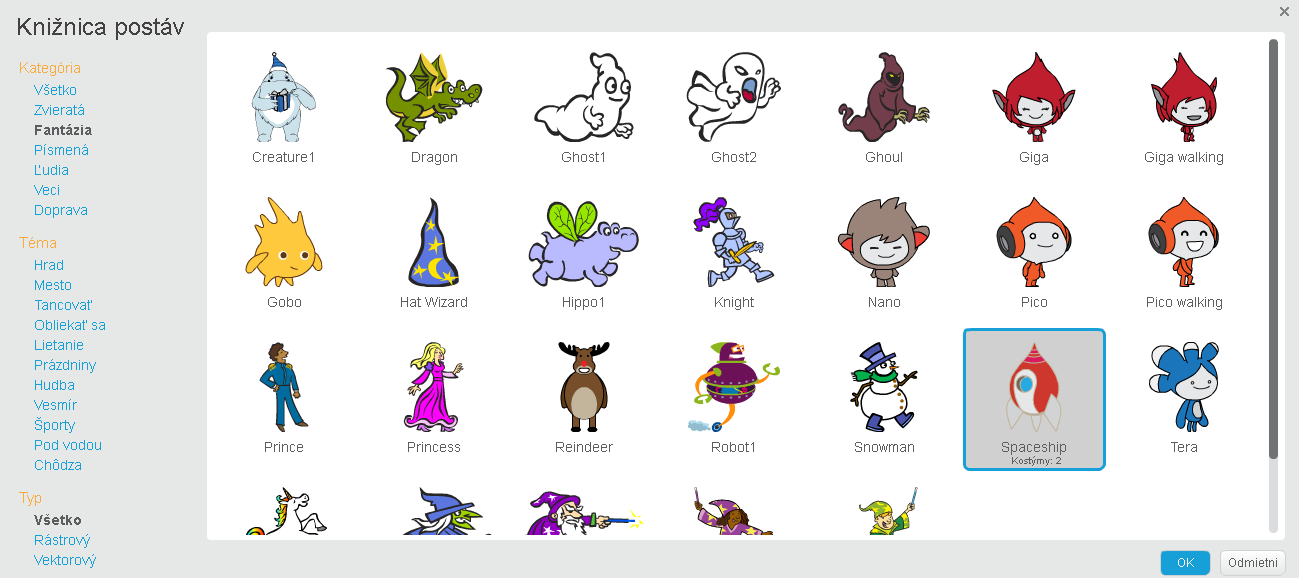 Knižnica postáv
×
Kategória
Všetko
Zvieratá
Fantázia
Písmená
Ľudia
Veci
Doprava
Téma
Hrad
Mesto
Tancovať
Obliekať sa
Lietanie
Prázdniny
Hudba
Vesmír
Športy
Pod vodou
Chôdza
Typ
Všetko
Rástrový
Vektorový
Creature1 Dragon Ghost1 Ghost2 Ghoul Giga Giga walking
Gobo Hat Wizard Hippo1 Knight Nano Pico Pico walking
Prince Princess Reindeer Robot1 Snowman Spaceship Tera
Kostýmy: 2
OK Odmietni